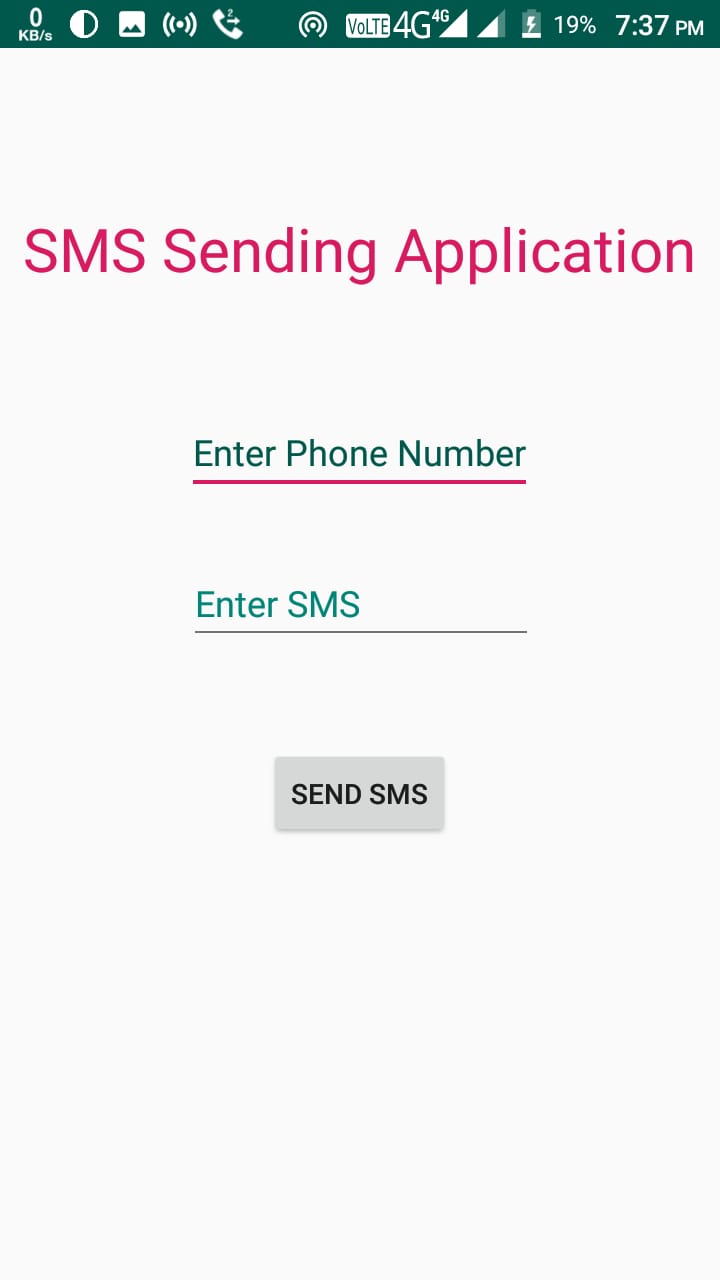 0 KB/s 2 VoLTE 4G 4G 19% 7:37 PM
SMS Sending Application
Enter Phone Number
Enter SMS
SEND SMS